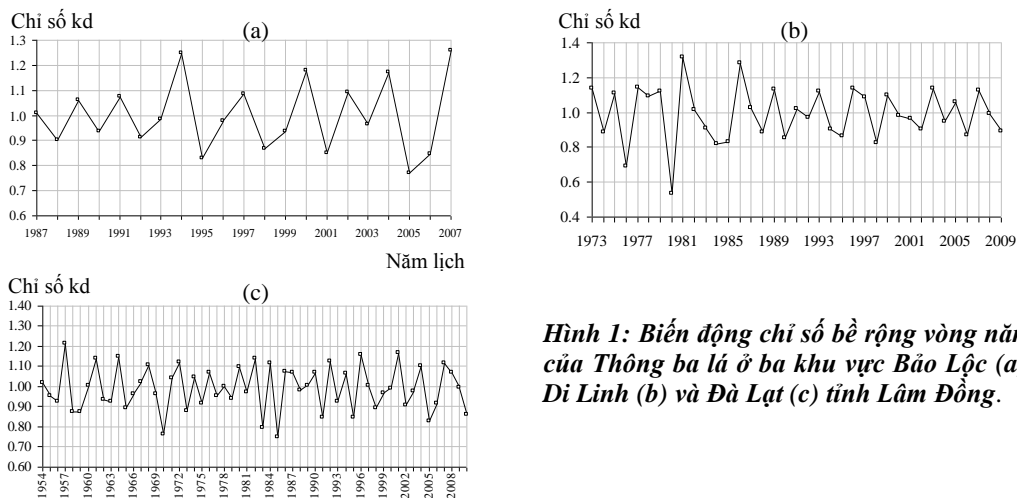 Chỉ số kd
(a)
1.3
1.2
1.1
1.0
0.9
0.8
0.7
0.6
1987 1989 1991 1993 1995 1997 1999 2001 2003 2005 2007
Năm lịch
Chỉ số kd
(b)
1.4
1.2
1.0
0.8
0.6
0.4
1973 1977 1981 1985 1989 1993 1997 2001 2005 2009
Chỉ số kd
(c)
1.40
1.30
1.20
1.10
1.00
0.90
0.80
0.70
0.60
1954 1957 1960 1963 1966 1969 1972 1975 1978 1981 1984 1987 1990 1993 1996 1999 2002 2005 2008
Hình 1: Biến động chỉ số bề rộng vòng năm
của Thông ba lá ở ba khu vực Bảo Lộc (a
Di Linh (b) và Đà Lạt (c) tỉnh Lâm Đồng.